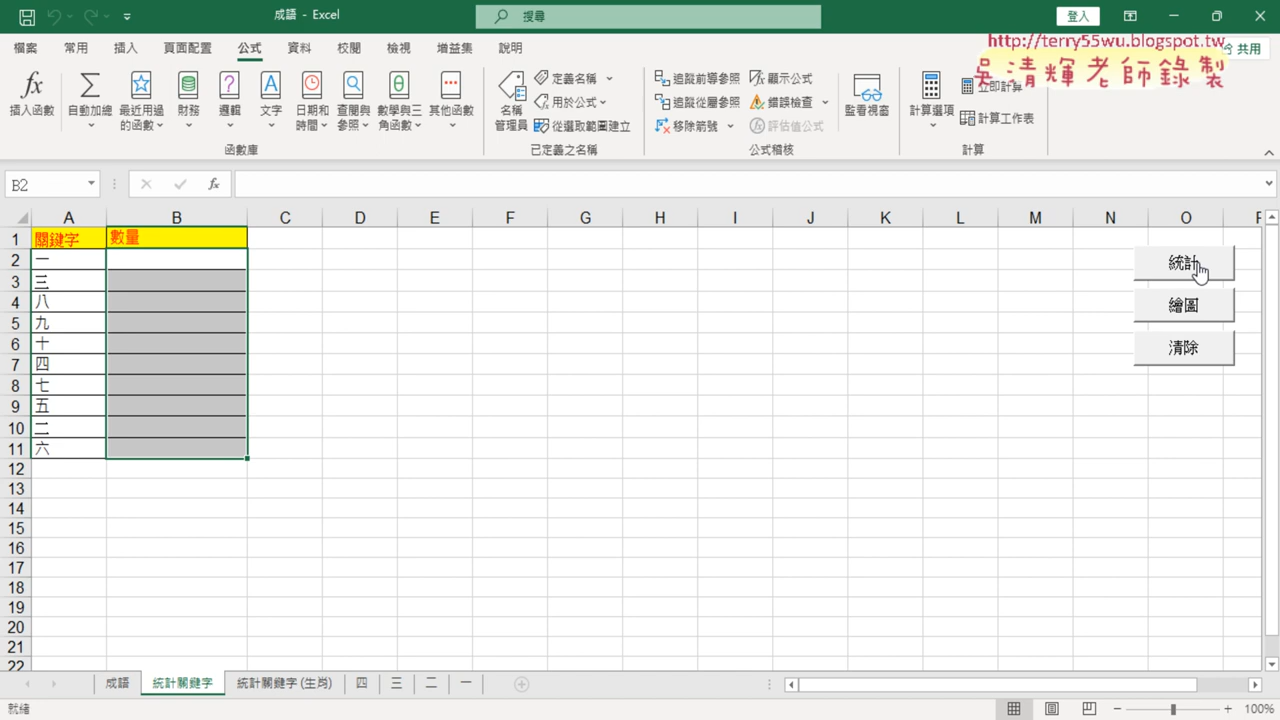 成語 - Excel
搜尋
登入
檔案 常用 插入 頁面配置 公式 資料 校閱 檢視 增益集 說明
http://terry55wu.blogspot.tw
共用
吳清輝老師錄製
插入函數
自動加總
最近用過的函數
財務
邏輯
文字
日期和時間
查閱與參照
數學與三角函數
其他函數
函數庫
名稱管理員
定義名稱
用於公式
從選取範圍建立
已定義之名稱
追蹤前導參照
追蹤從屬參照
移除箭號
顯示公式
錯誤檢查
評估值公式
公式稽核
監看視窗
計算選項
立即計算
計算工作表
計算
B2
fx
A B C D E F G H I J K L M N O P
1 關鍵字 數量
2 一
3 三
4 八
5 九
6 十
7 四
8 七
9 五
10 二
11 六
12
13
14
15
16
17
18
19
20
21
22
統計
繪圖
清除
成語 統計關鍵字 統計關鍵字 (生肖) 四 三 二 一
就緒
100%